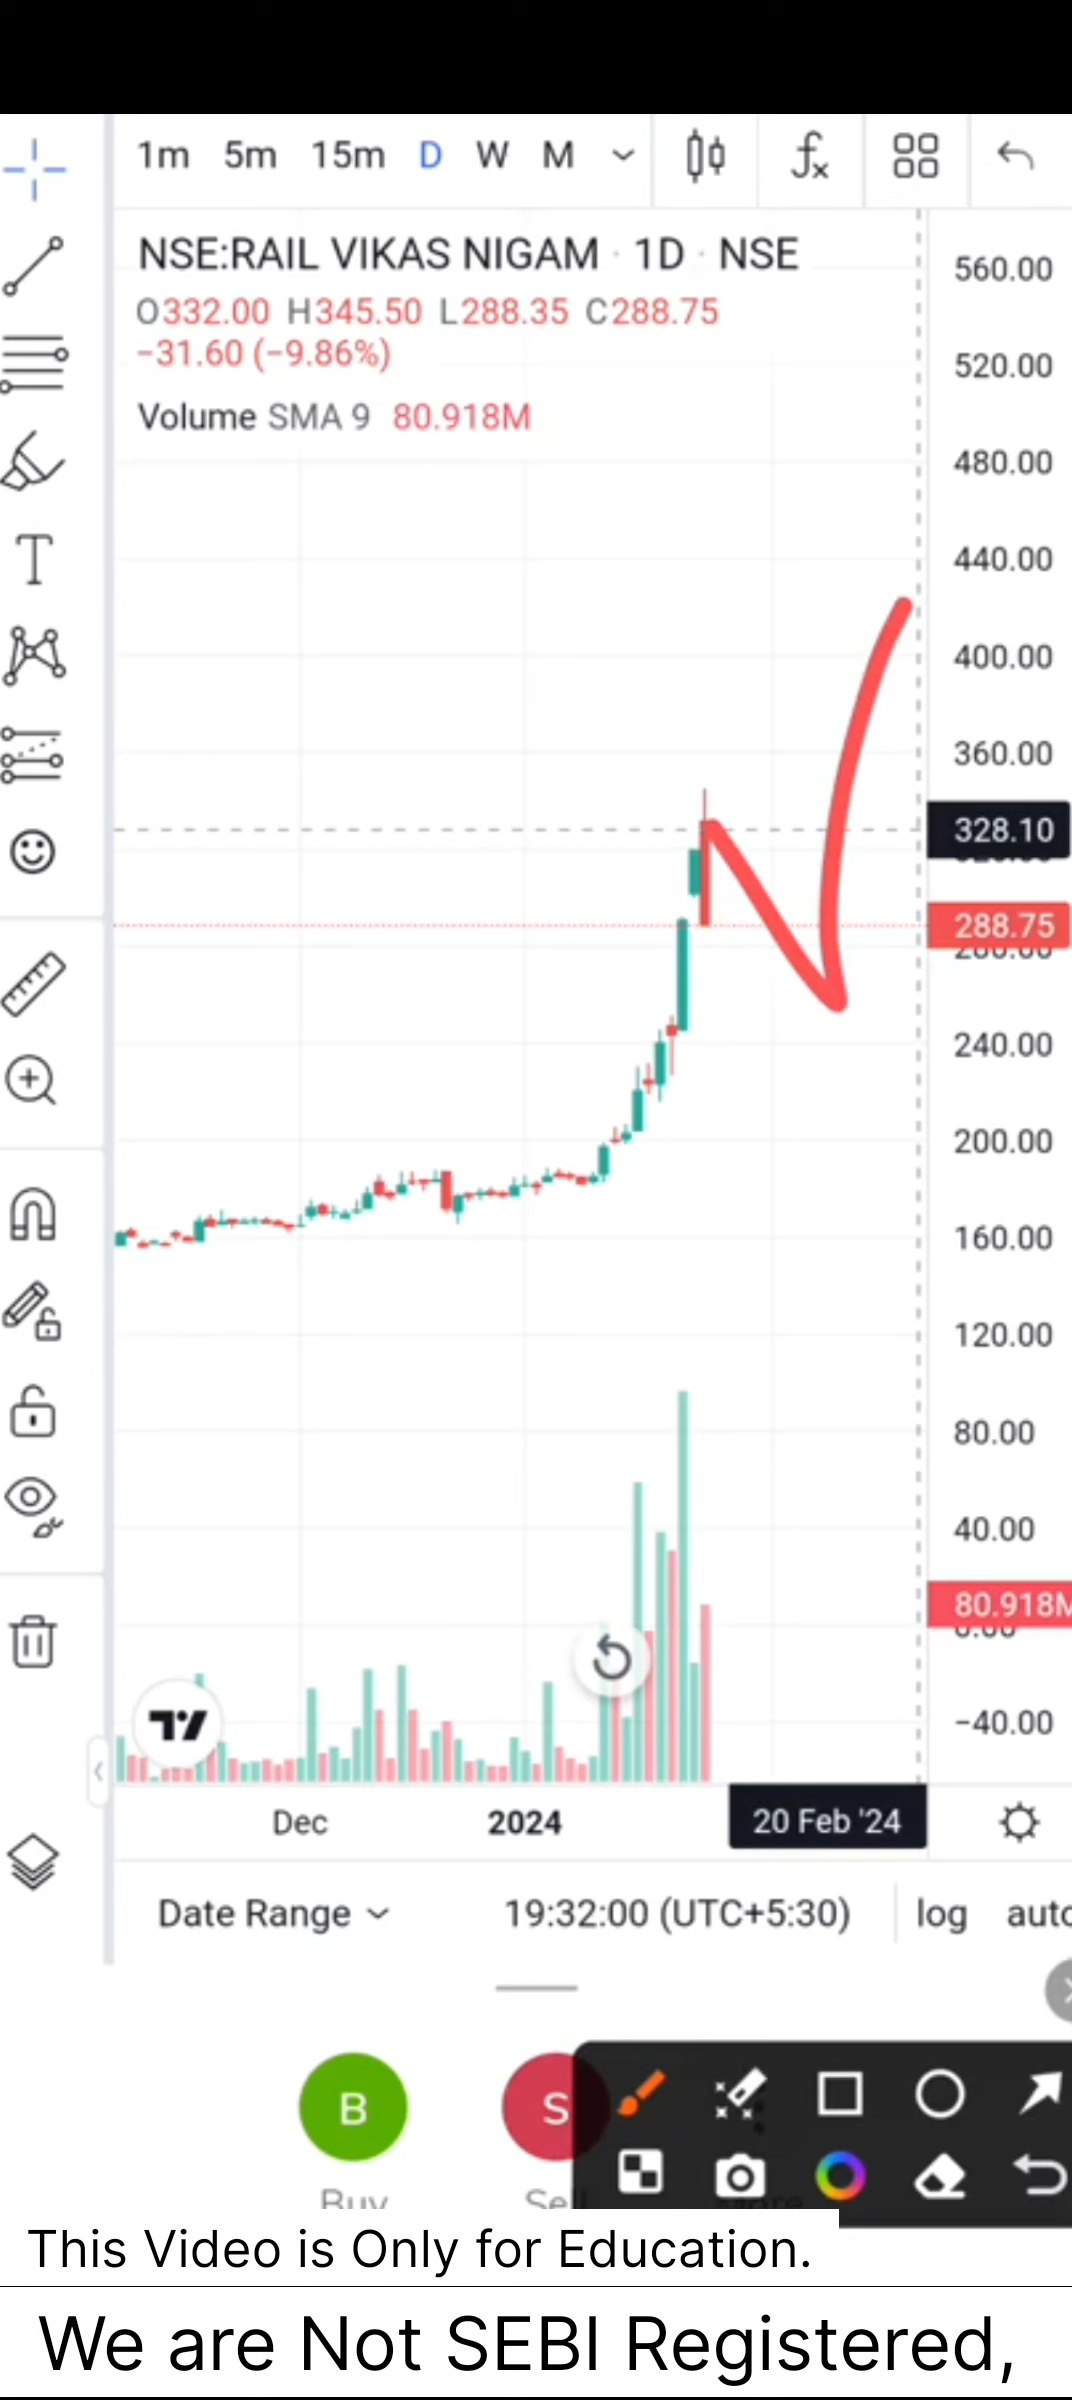 1m 5m 15m D W M
NSE:RAIL VIKAS NIGAM · 1D · NSE
O332.00 H345.50 L288.35 C288.75
−31.60 (−9.86%)
Volume SMA 9 80.918M
560.00
520.00
480.00
440.00
400.00
360.00
328.10
288.75
240.00
200.00
160.00
120.00
80.00
40.00
80.918M
−40.00
Dec 2024 20 Feb '24
Date Range 19:32:00 (UTC+5:30) log auto
B S
Buy Sell More
This Video is Only for Education.
We are Not SEBI Registered,